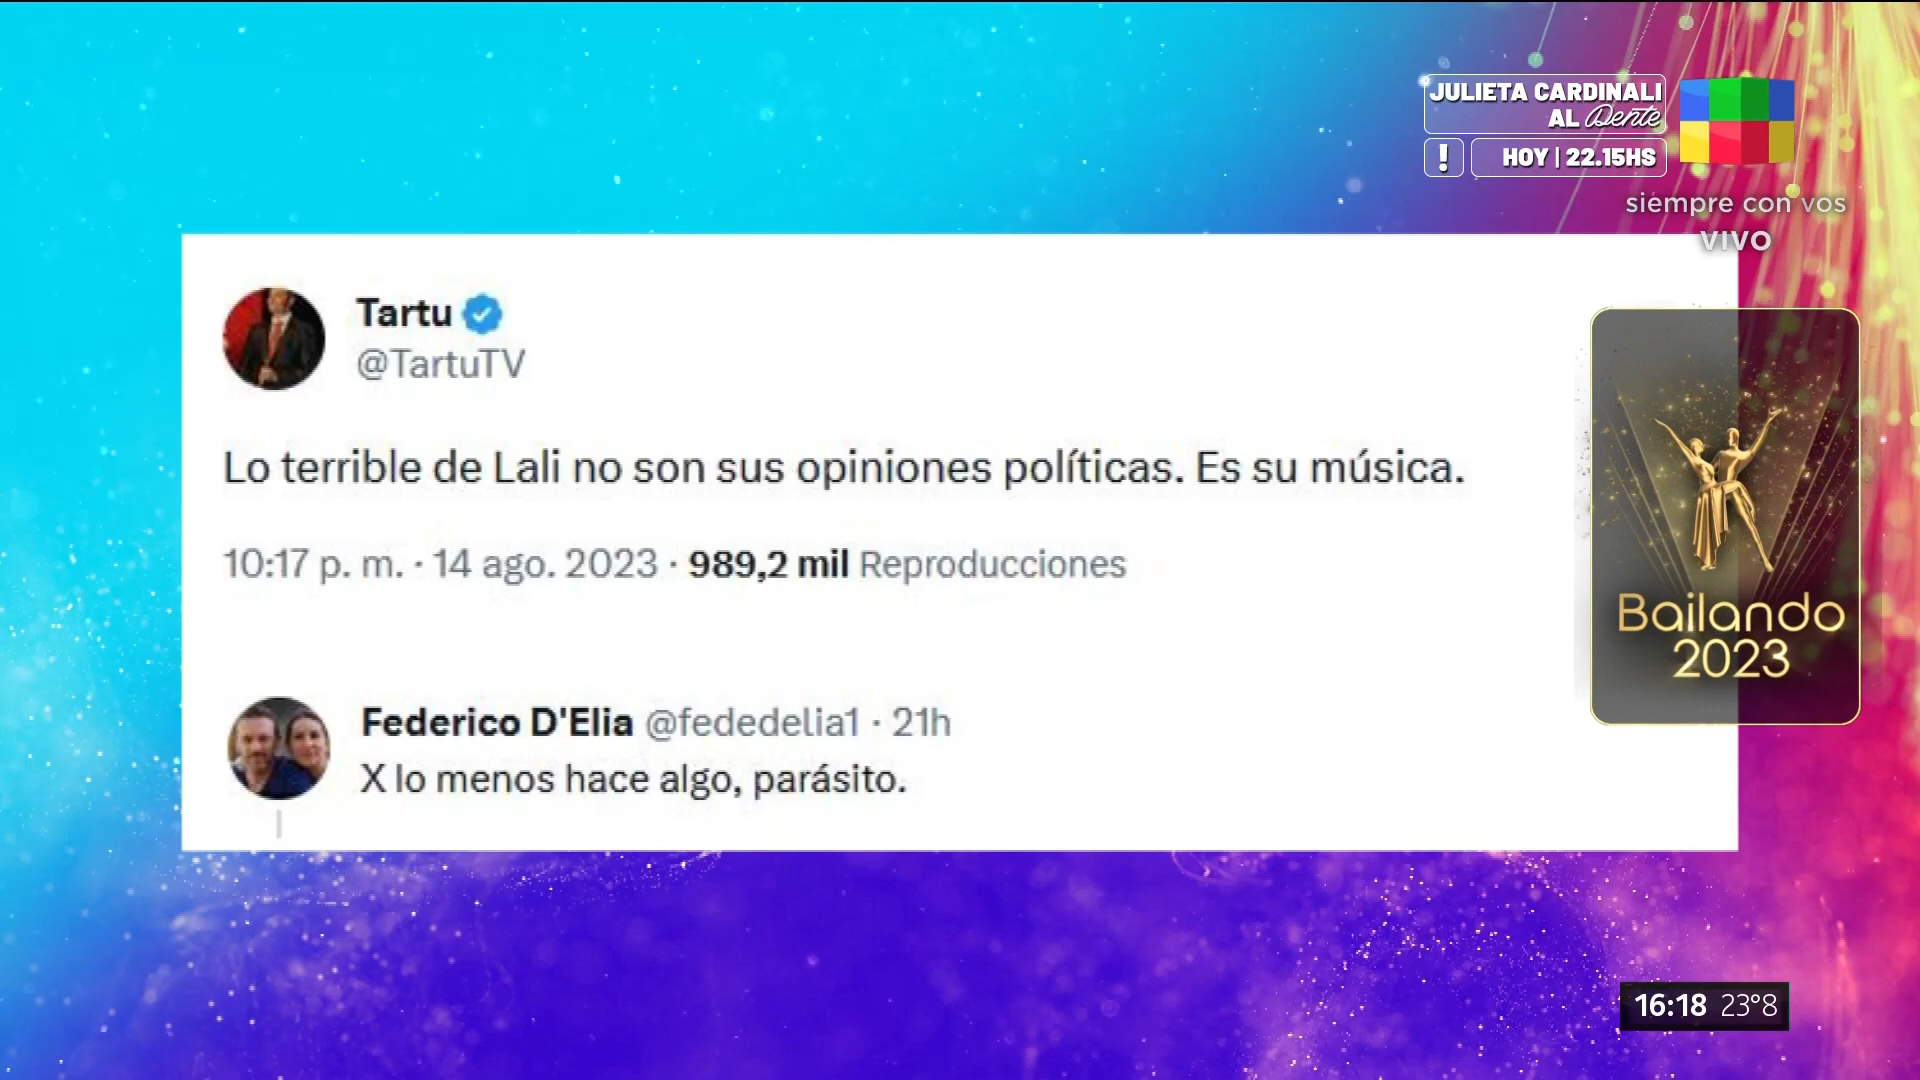 JULIETA CARDINALI
AL Dente
! HOY | 22.15HS
siempre con vos
VIVO
Tartu
@TartuTV
Lo terrible de Lali no son sus opiniones políticas. Es su música.
10:17 p. m. · 14 ago. 2023 · 989,2 mil Reproducciones
Federico D'Elia @fededelia1 · 21h
X lo menos hace algo, parásito.
Bailando
2023
16:18 23°8